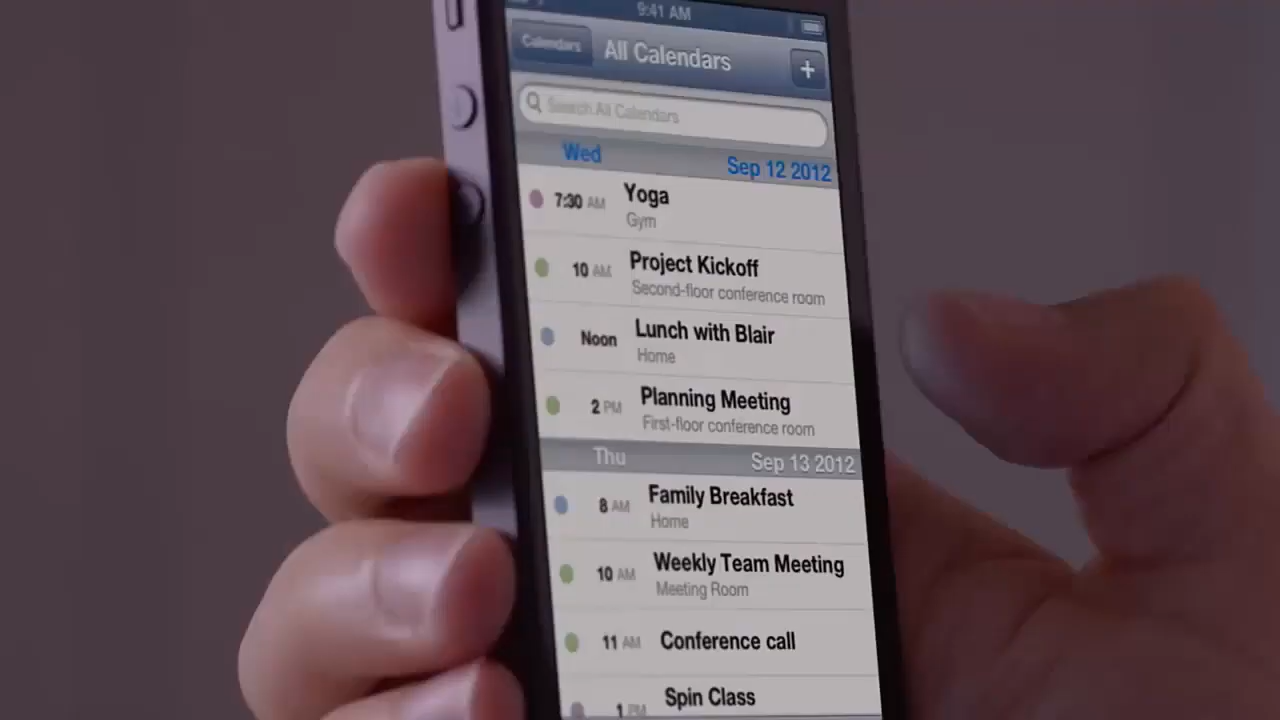 9:41 AM
Calendars All Calendars +
Search All Calendars
Wed Sep 12 2012
7:30 AM Yoga
Gym
10 AM Project Kickoff
Second-floor conference room
Noon Lunch with Blair
Home
2 PM Planning Meeting
First-floor conference room
Thu Sep 13 2012
8 AM Family Breakfast
Home
10 AM Weekly Team Meeting
Meeting Room
11 AM Conference call
1 PM Spin Class